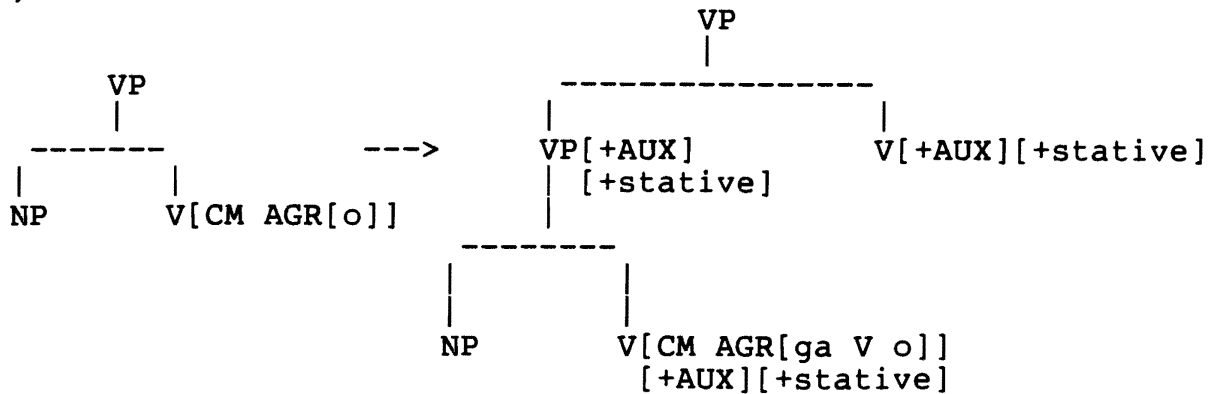 VP
VP
---> VP[+AUX] V[+AUX][+stative]
[+stative]
NP V[CM AGR[o]]
NP V[CM AGR[ga V o]]
[+AUX][+stative]